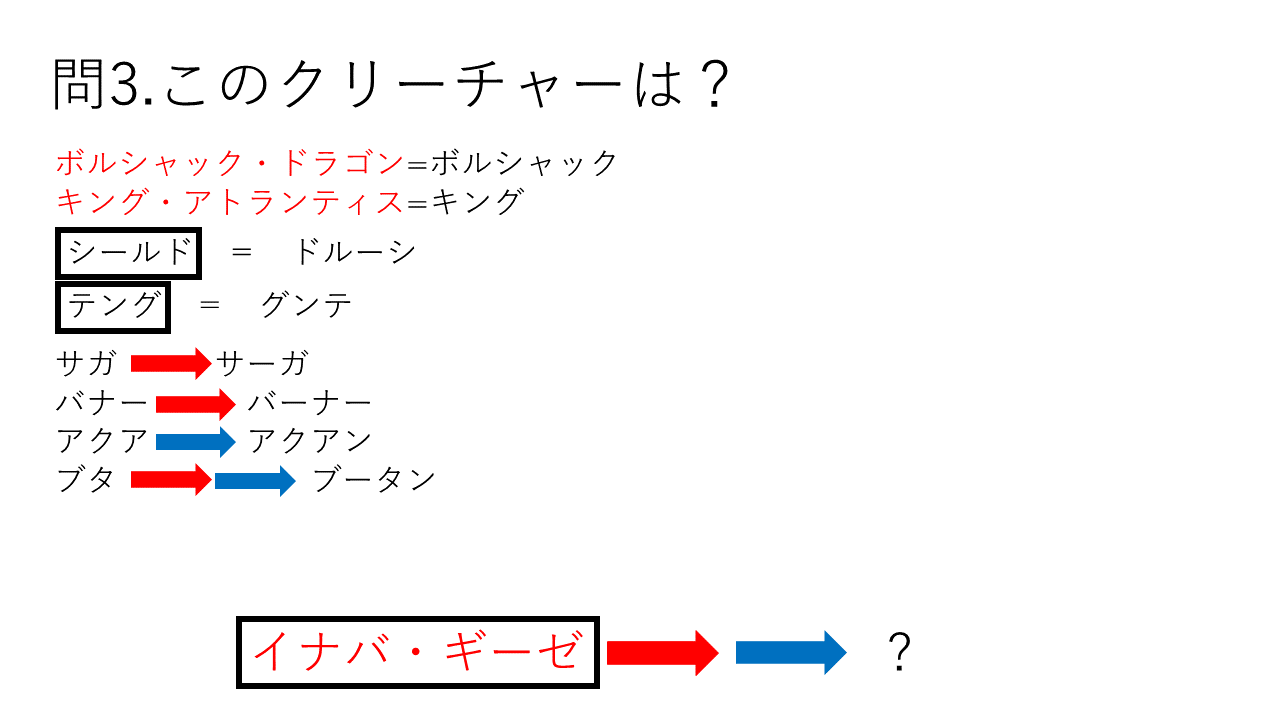 問3.このクリーチャーは？
ボルシャック・ドラゴン=ボルシャック
キング・アトランティス=キング
シールド　=　ドルーシ
テング　=　グンテ
サガ サーガ
バナー バーナー
アクア アクアン
ブタ ブータン
イナバ・ギーゼ ？